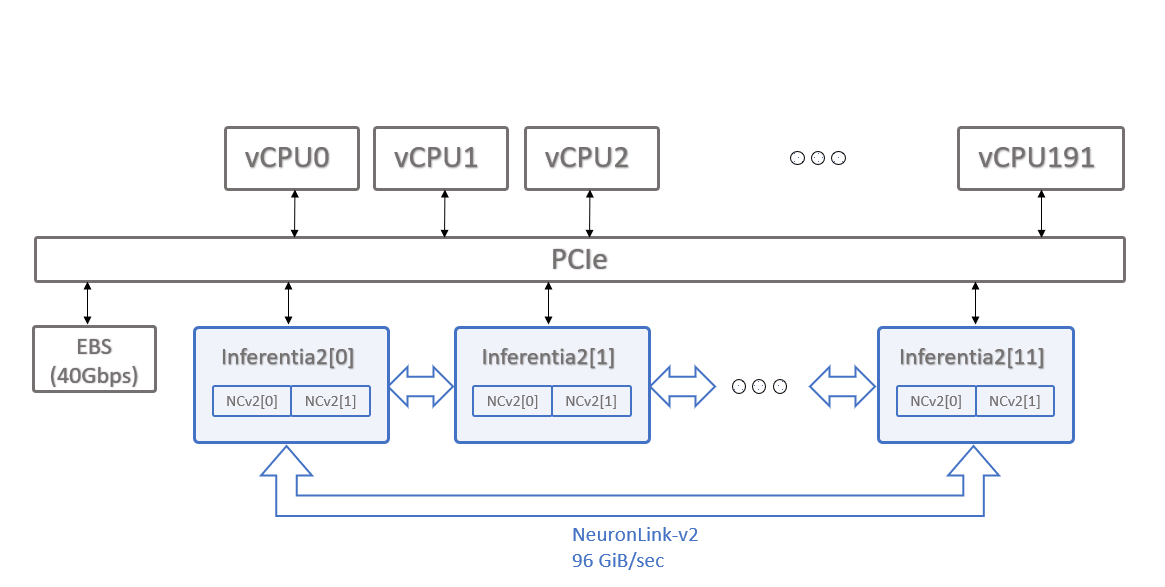 vCPU0
vCPU1
vCPU2
vCPU191
PCIe
EBS
(40Gbps)
Inferentia2[0]
NCv2[0]
NCv2[1]
Inferentia2[1]
NCv2[0]
NCv2[1]
Inferentia2[11]
NCv2[0]
NCv2[1]
NeuronLink-v2
96 GiB/sec